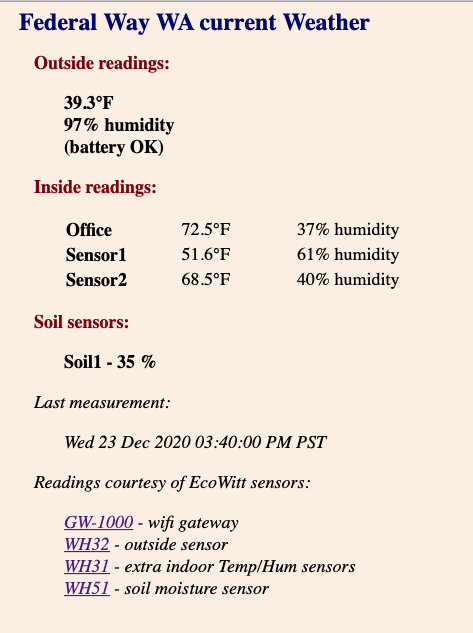 Federal Way WA current Weather
Outside readings:
39.3°F
97% humidity
(battery OK)
Inside readings:
Office 72.5°F 37% humidity
Sensor1 51.6°F 61% humidity
Sensor2 68.5°F 40% humidity
Soil sensors:
Soil1 - 35 %
Last measurement:
Wed 23 Dec 2020 03:40:00 PM PST
Readings courtesy of EcoWitt sensors:
GW-1000 - wifi gateway
WH32 - outside sensor
WH31 - extra indoor Temp/Hum sensors
WH51 - soil moisture sensor